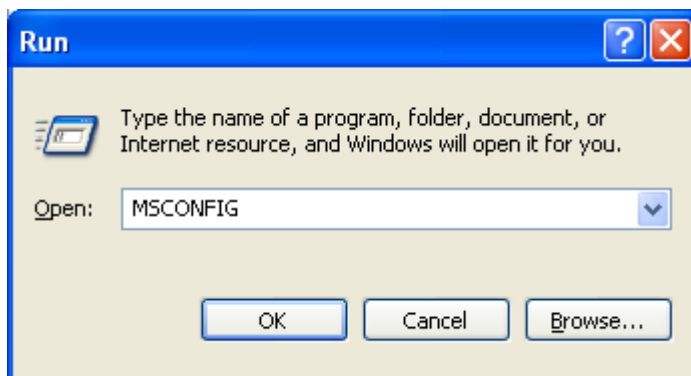 Run
Type the name of a program, folder, document, or
Internet resource, and Windows will open it for you.
Open: MSCONFIG
OK Cancel Browse...